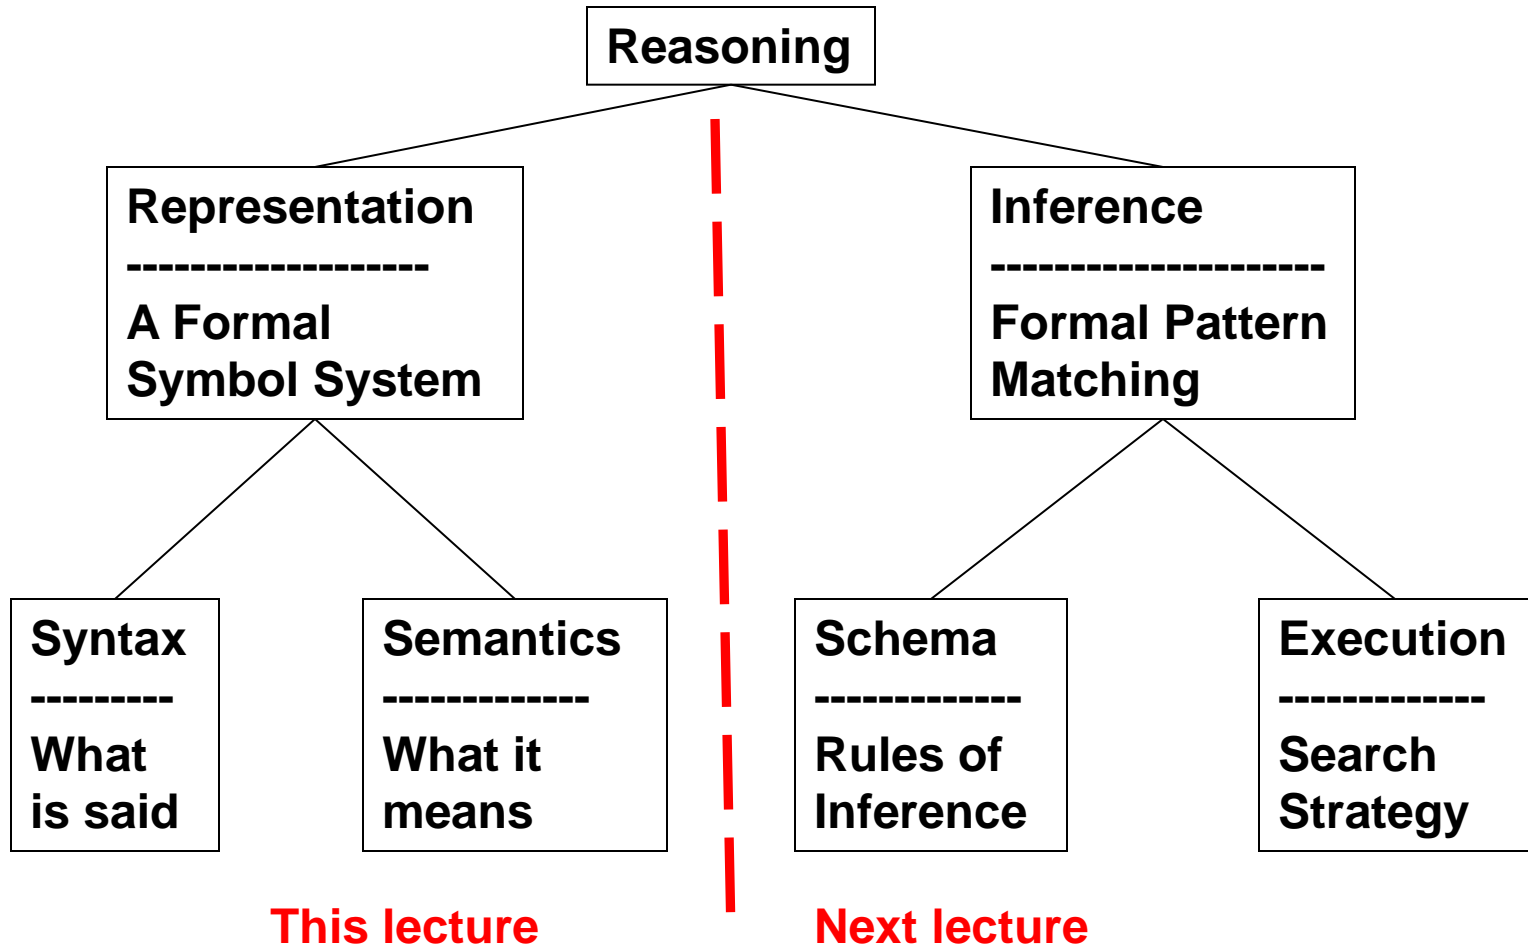 Reasoning
Representation
-------------------
A Formal
Symbol System
Inference
---------------------
Formal Pattern
Matching
Syntax
---------
What
is said
Semantics
-------------
What it
means
Schema
-------------
Rules of
Inference
Execution
-------------
Search
Strategy
This lecture
Next lecture